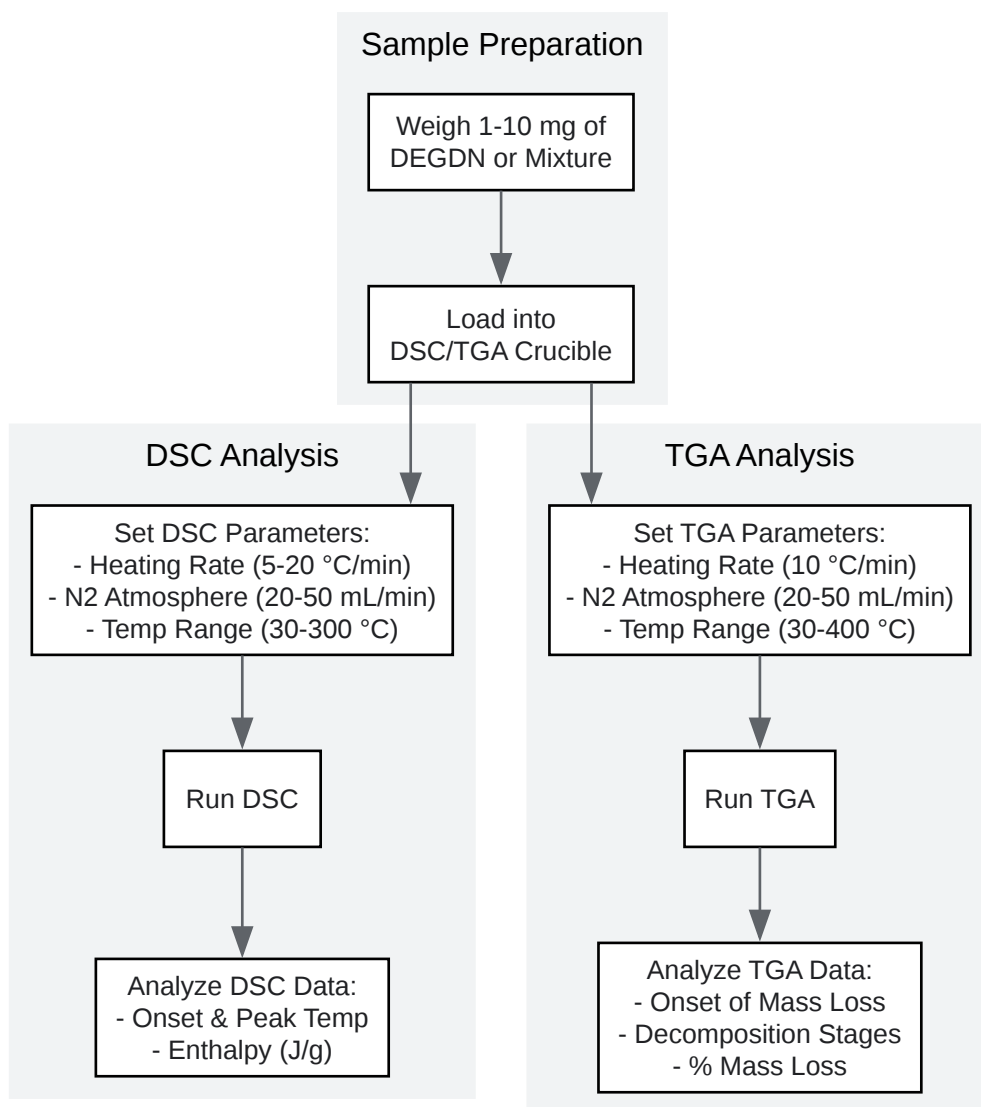 Sample Preparation
Weigh 1-10 mg of
DEGDN or Mixture
Load into
DSC/TGA Crucible
DSC Analysis
Set DSC Parameters:
- Heating Rate (5-20 °C/min)
- N2 Atmosphere (20-50 mL/min)
- Temp Range (30-300 °C)
Run DSC
Analyze DSC Data:
- Onset & Peak Temp
- Enthalpy (J/g)
TGA Analysis
Set TGA Parameters:
- Heating Rate (10 °C/min)
- N2 Atmosphere (20-50 mL/min)
- Temp Range (30-400 °C)
Run TGA
Analyze TGA Data:
- Onset of Mass Loss
- Decomposition Stages
- % Mass Loss